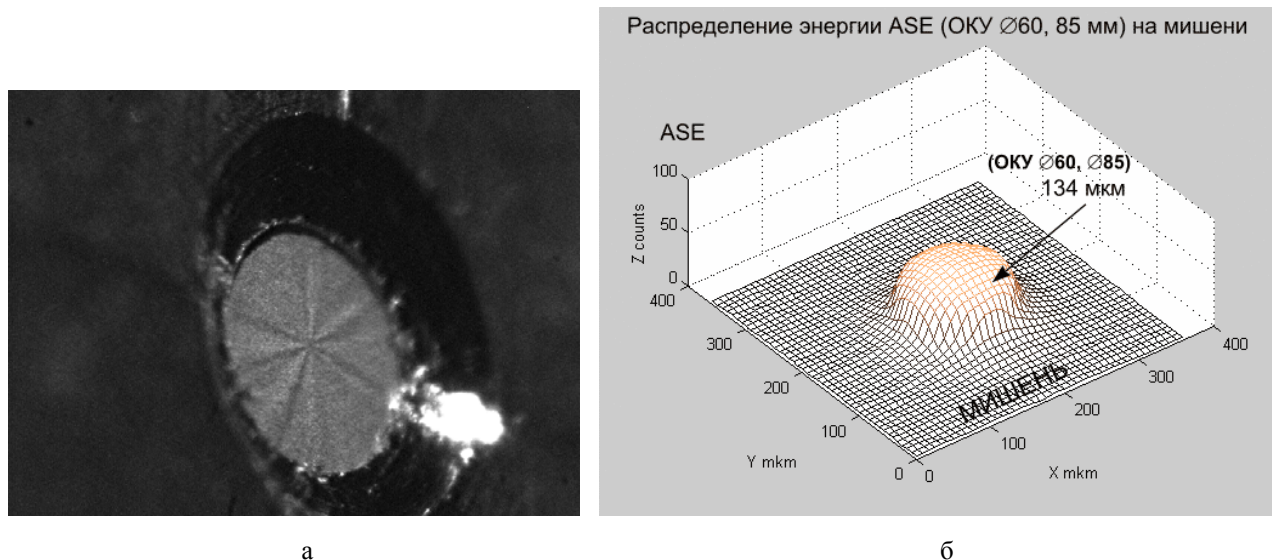 Распределение энергии ASE (ОКУ ∅60, 85 мм) на мишени
ASE
(ОКУ ∅60, ∅85)
134 мкм
100
50
0
Z counts
400
300
200
100
0
Y mkm
0
100
200
300
400
X mkm
МИШЕНЬ
а
б